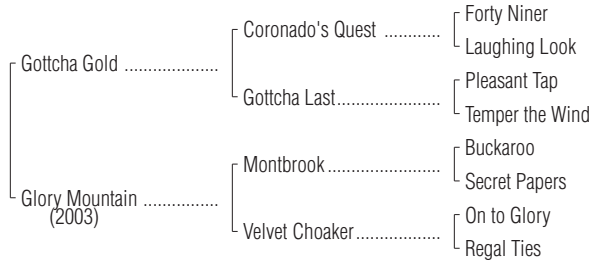 Forty Niner
Coronado's Quest ............
Laughing Look
Gottcha Gold ....................
Pleasant Tap
Gottcha Last......................
Temper the Wind
Buckaroo
Montbrook ........................
Secret Papers
Glory Mountain ................
(2003)
On to Glory
Velvet Choaker..................
Regal Ties